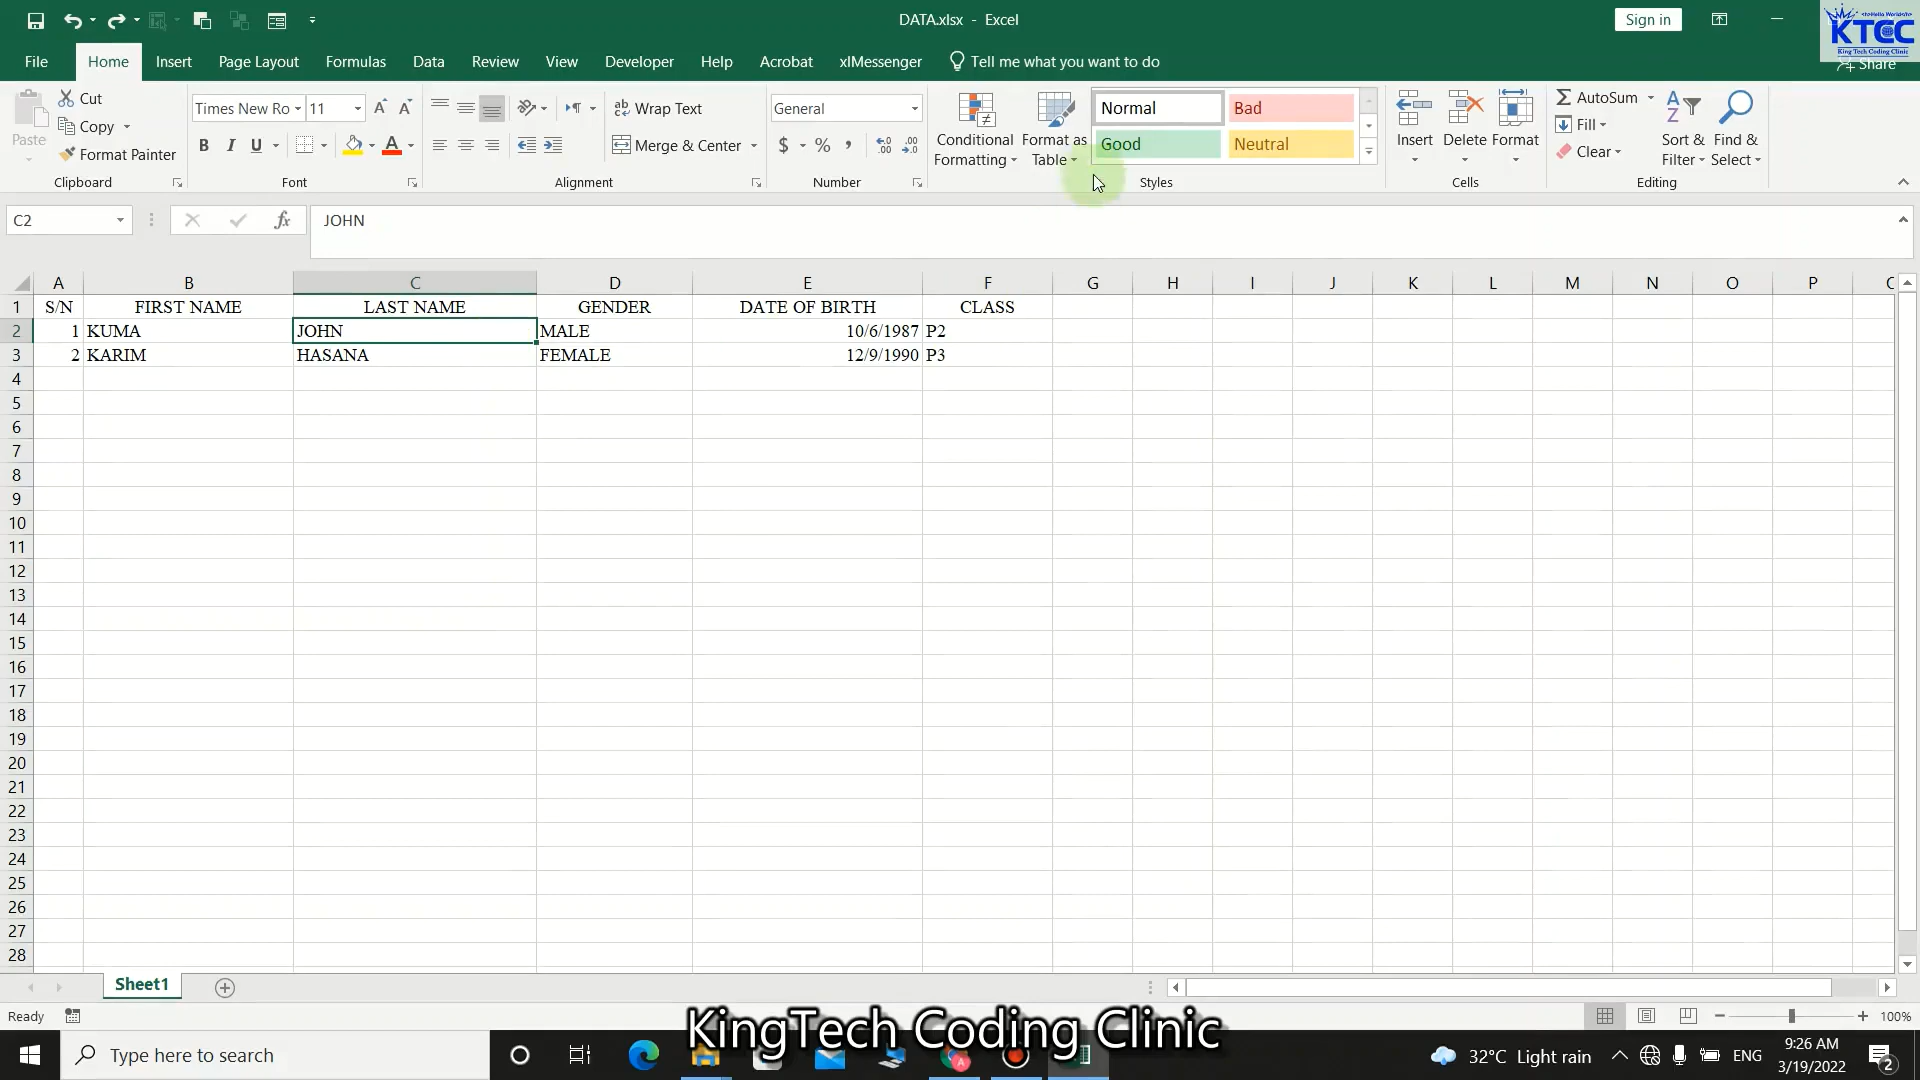 DATA.xlsx - Excel
Sign in
KTCC
King Tech Coding Clinic
File Home Insert Page Layout Formulas Data Review View Developer Help Acrobat xlMessenger Tell me what you want to do Share
Cut
Copy
Format Painter
Paste
Clipboard
Times New Ro 11
B I U
Font
Wrap Text
Merge & Center
Alignment
General
$ %
Number
Conditional Formatting
Format as Table
Normal Bad
Good Neutral
Styles
Insert Delete Format
Cells
AutoSum
Fill
Clear
Sort & Filter
Find & Select
Editing
C2 fx JOHN
A B C D E F G H I J K L M N O P
1 S/N FIRST NAME LAST NAME GENDER DATE OF BIRTH CLASS
2 1 KUMA JOHN MALE 10/6/1987 P2
3 2 KARIM HASANA FEMALE 12/9/1990 P3
4
5
6
7
8
9
10
11
12
13
14
15
16
17
18
19
20
21
22
23
24
25
26
27
28
Sheet1
Ready 100%
KingTech Coding Clinic
Type here to search
32°C Light rain ENG
9:26 AM
3/19/2022
2